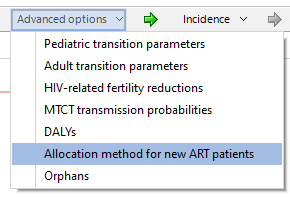 Advanced options Incidence
Pediatric transition parameters
Adult transition parameters
HIV-related fertility reductions
MTCT transmission probabilities
DALYs
Allocation method for new ART patients
Orphans